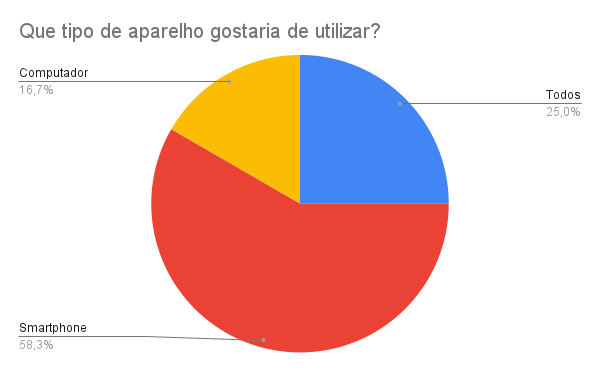 Que tipo de aparelho gostaria de utilizar?
Computador
16,7%
Todos
25,0%
Smartphone
58,3%